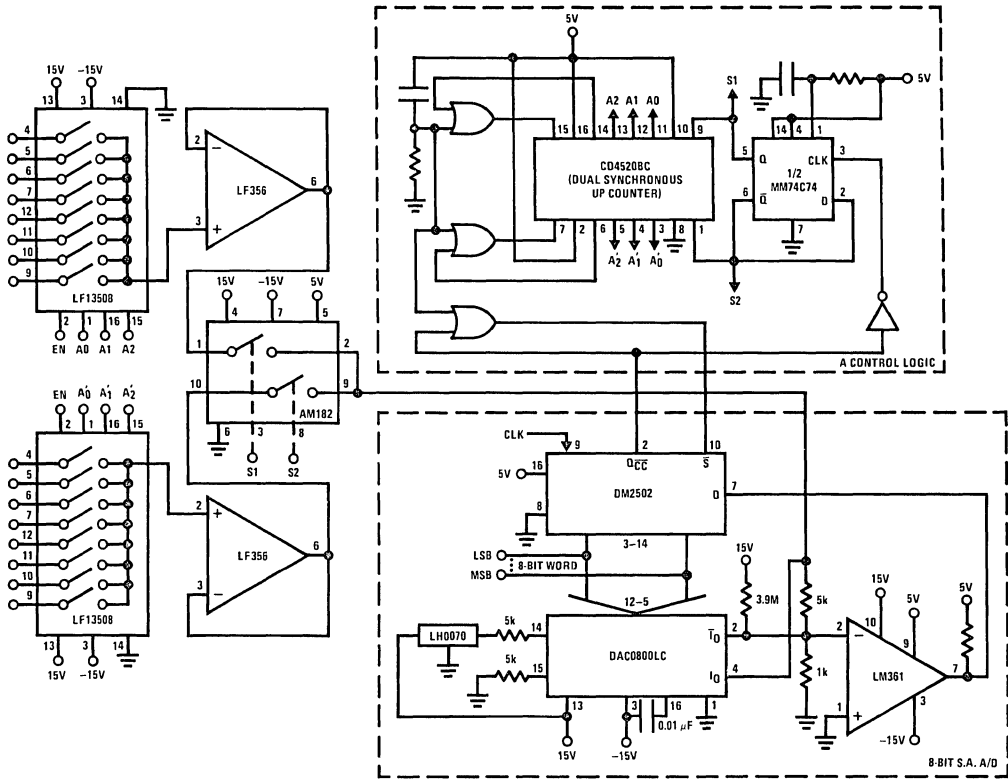 5V
15V
-15V
13
3
14
4
5
6
7
12
11
10
9
LF13508
2
1
16
15
EN
A0
A1
A2
2
−
LF356
6
3
+
15V
-15V
5V
4
7
5
1
2
10
9
AM182
6
3
8
S1
S2
EN
A'0
A'1
A'2
2
1
16
15
4
5
6
7
12
11
10
9
LF13508
13
3
14
15V
-15V
2
+
LF356
6
3
−
A2
A1
A0
15
16
14
13
12
11
10
9
CD4520BC
(DUAL SYNCHRONOUS
UP COUNTER)
7
2
6
5
4
3
8
1
A'2
A'1
A'0
S1
5V
14
4
1
5
Q
CLK
3
1/2
MM74C74
6
Q
D
2
7
S2
A CONTROL LOGIC
CLK
9
2
10
QCC
S
5V
16
DM2502
D
7
8
3-14
LSB
8-BIT WORD
MSB
12-5
5k
LH0070
14
5k
15
DAC0800LC
I0
2
I0
4
13
3
16
1
0.01 μF
15V
-15V
15V
3.9M
5k
1k
15V
5V
5V
10
9
2
−
LM361
7
1
+
3
-15V
8-BIT S.A. A/D